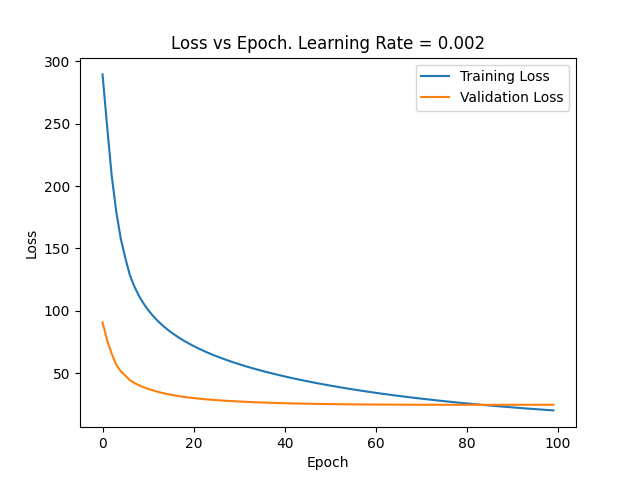 Loss vs Epoch. Learning Rate = 0.002
Training Loss
Validation Loss
300
250
200
150
100
50
Loss
0 20 40 60 80 100
Epoch